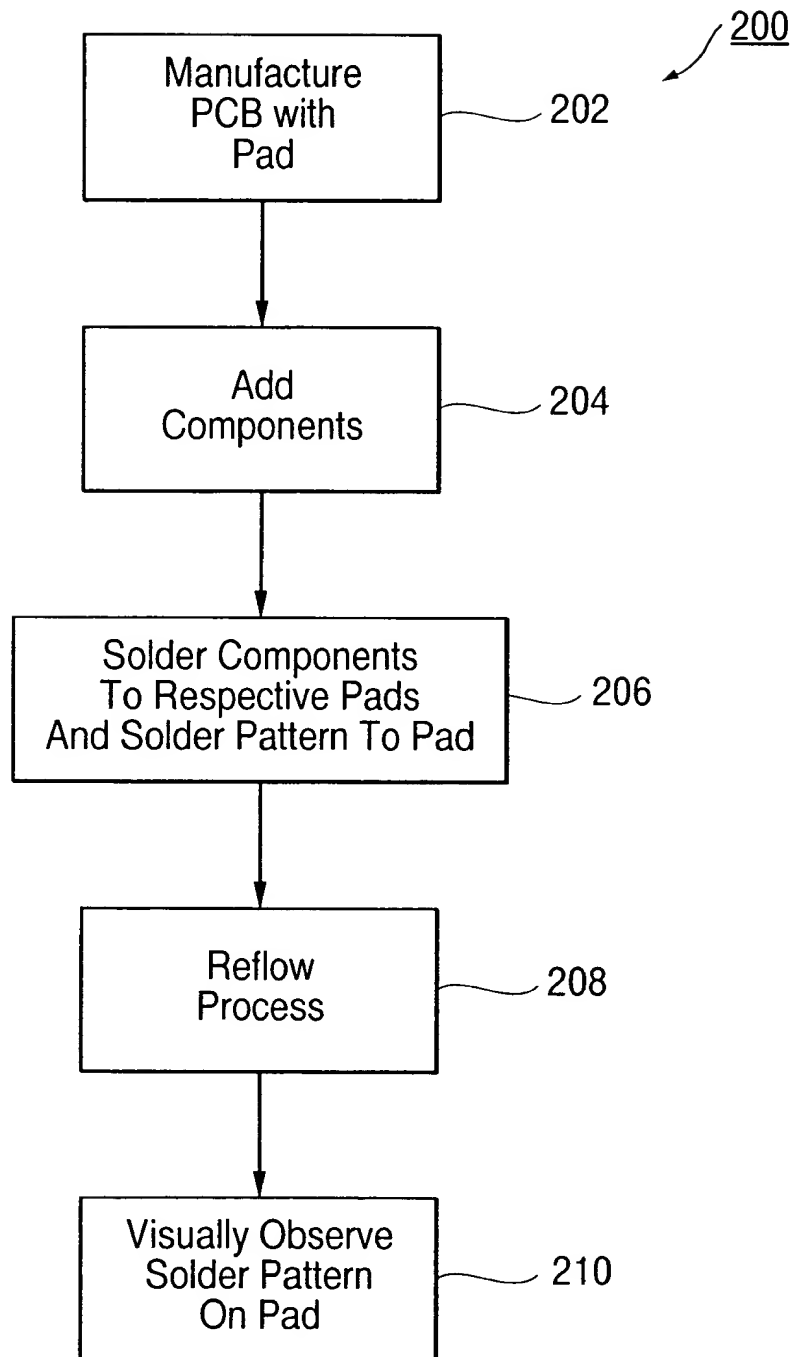 200
Manufacture
PCB with
Pad
202
Add
Components
204
Solder Components
To Respective Pads
And Solder Pattern To Pad
206
Reflow
Process
208
Visually Observe
Solder Pattern
On Pad
210